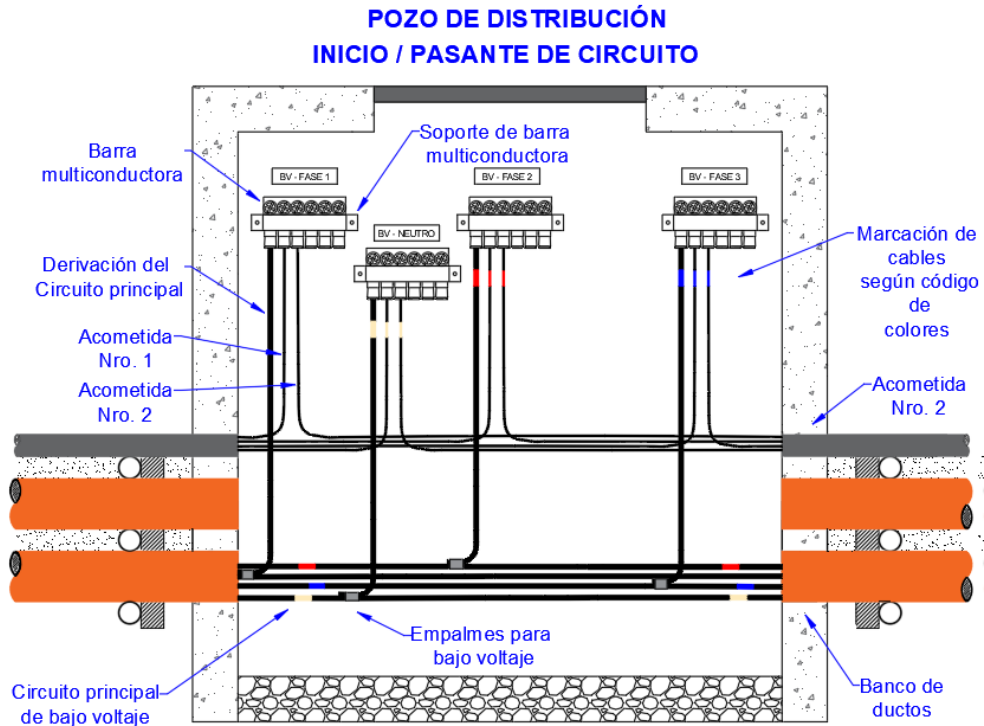 POZO DE DISTRIBUCIÓN
INICIO / PASANTE DE CIRCUITO
Barra
multiconductora
Soporte de barra
multiconductora
BV - FASE 1
BV - FASE 2
BV - FASE 3
BV - NEUTRO
Derivación del
Circuito principal
Marcación de
cables
según código
de
colores
Acometida
Nro. 1
Acometida
Nro. 2
Acometida
Nro. 2
Empalmes para
bajo voltaje
Circuito principal
de bajo voltaje
Banco de
ductos